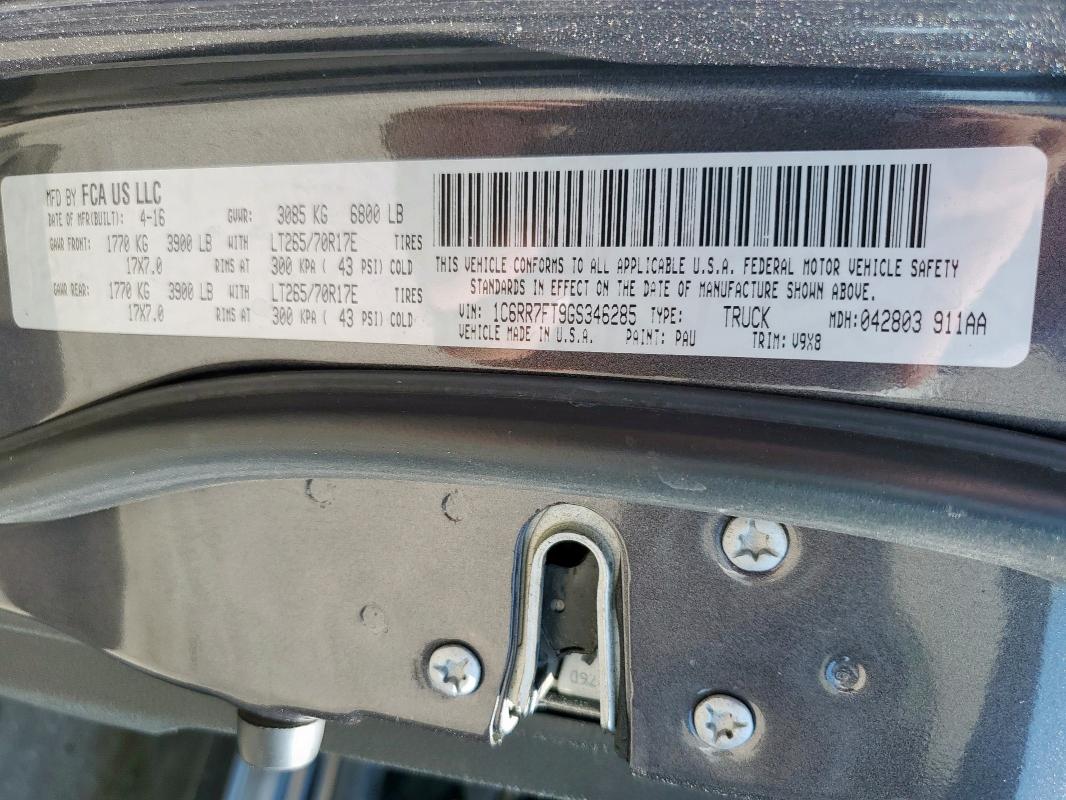 MFD BY FCA US LLC
DATE OF MFR(BUILT): 4-16 GVWR: 3085 KG 6800 LB
GAWR FRONT: 1770 KG 3900 LB WITH LT265/70R17E TIRES
17X7.0 RIMS AT 300 KPA ( 43 PSI) COLD
GAWR REAR: 1770 KG 3900 LB WITH LT265/70R17E TIRES
17X7.0 RIMS AT 300 KPA ( 43 PSI) COLD
THIS VEHICLE CONFORMS TO ALL APPLICABLE U.S.A. FEDERAL MOTOR VEHICLE SAFETY
STANDARDS IN EFFECT ON THE DATE OF MANUFACTURE SHOWN ABOVE.
VIN: 1C6RR7FT9GS346285 TYPE: TRUCK MDH:042803 911AA
VEHICLE MADE IN U.S.A. PAINT: PAU TRIM: V9X8